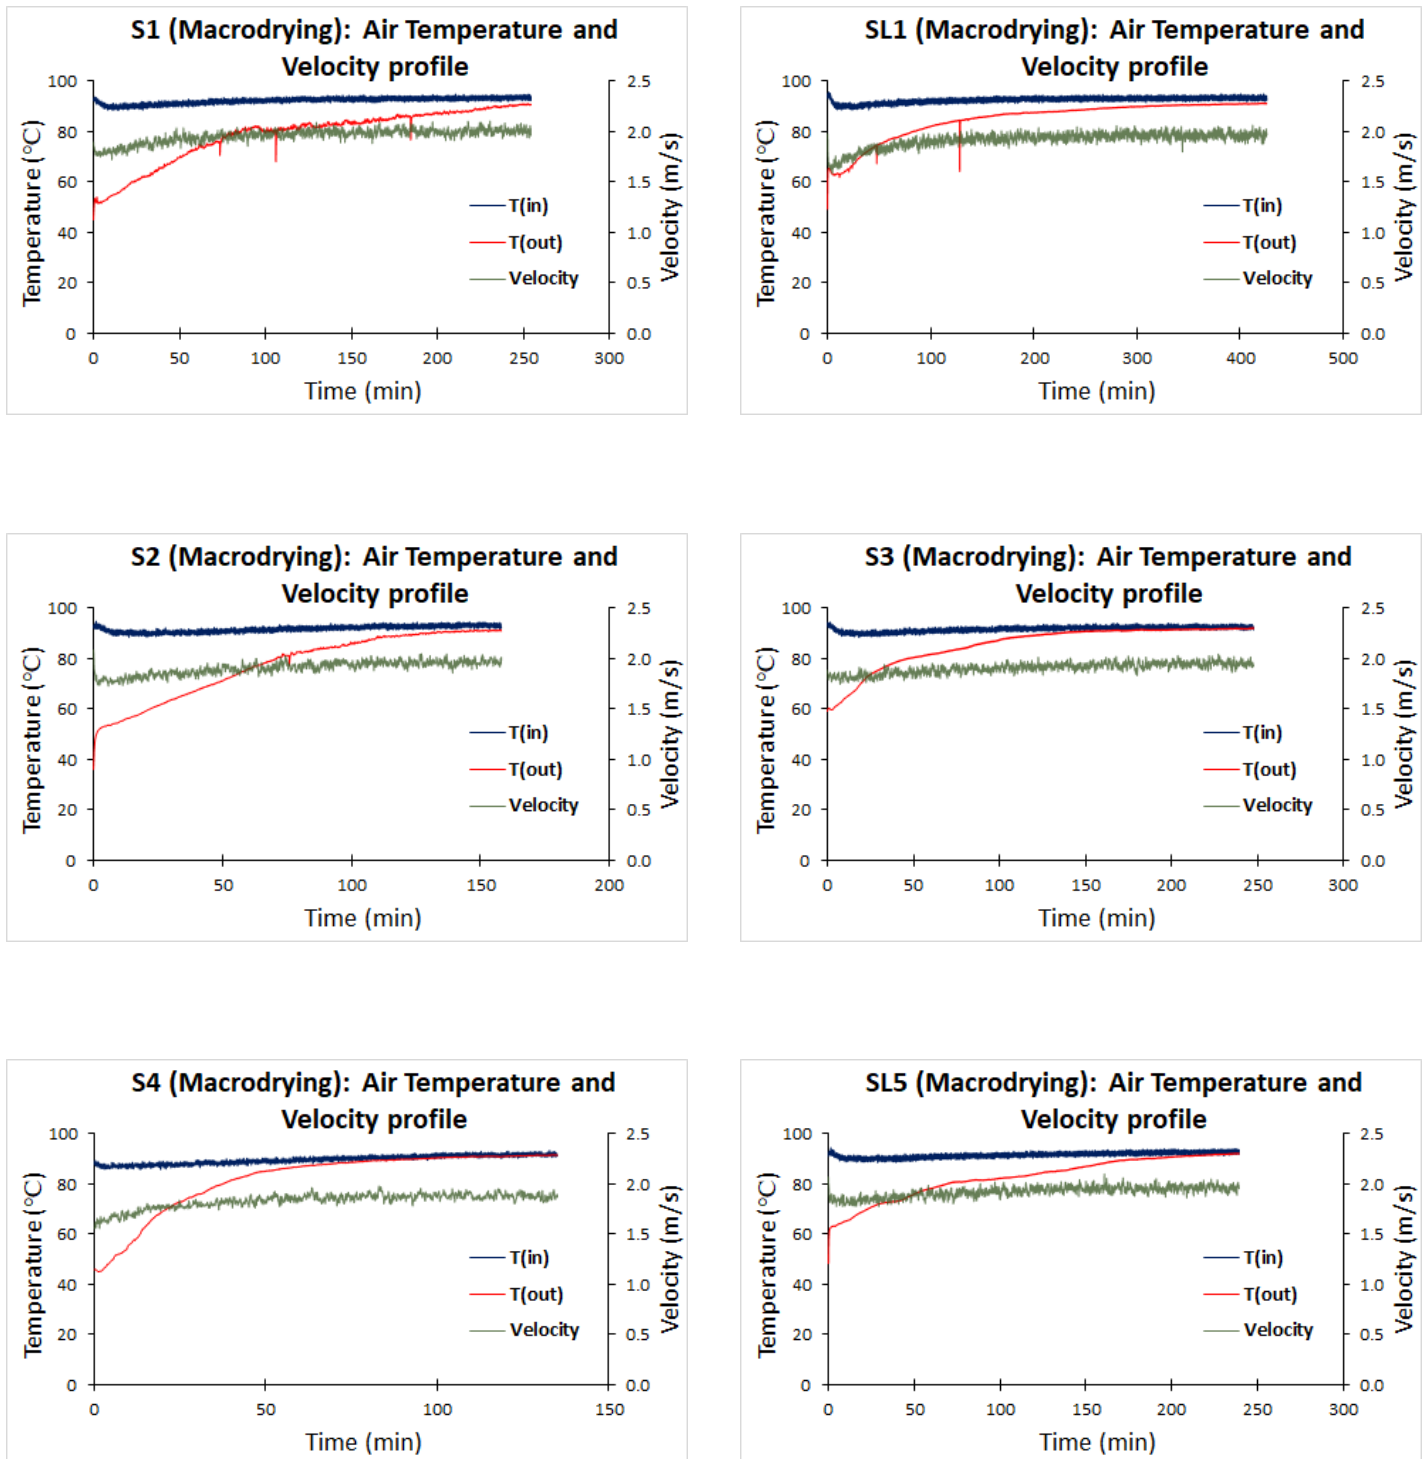 S1 (Macrodrying): Air Temperature and
Velocity profile
100
80
60
40
20
0
2.5
2.0
1.5
1.0
0.5
0.0
0 50 100 150 200 250 300
Temperature (°C)
Velocity (m/s)
Time (min)
T(in)
T(out)
Velocity
SL1 (Macrodrying): Air Temperature and
Velocity profile
100
80
60
40
20
0
2.5
2.0
1.5
1.0
0.5
0.0
0 100 200 300 400 500
Temperature (°C)
Velocity (m/s)
Time (min)
T(in)
T(out)
Velocity
S2 (Macrodrying): Air Temperature and
Velocity profile
100
80
60
40
20
0
2.5
2.0
1.5
1.0
0.5
0.0
0 50 100 150 200
Temperature (°C)
Velocity (m/s)
Time (min)
T(in)
T(out)
Velocity
S3 (Macrodrying): Air Temperature and
Velocity profile
100
80
60
40
20
0
2.5
2.0
1.5
1.0
0.5
0.0
0 50 100 150 200 250 300
Temperature (°C)
Velocity (m/s)
Time (min)
T(in)
T(out)
Velocity
S4 (Macrodrying): Air Temperature and
Velocity profile
100
80
60
40
20
0
2.5
2.0
1.5
1.0
0.5
0.0
0 50 100 150
Temperature (°C)
Velocity (m/s)
Time (min)
T(in)
T(out)
Velocity
SL5 (Macrodrying): Air Temperature and
Velocity profile
100
80
60
40
20
0
2.5
2.0
1.5
1.0
0.5
0.0
0 50 100 150 200 250 300
Temperature (°C)
Velocity (m/s)
Time (min)
T(in)
T(out)
Velocity